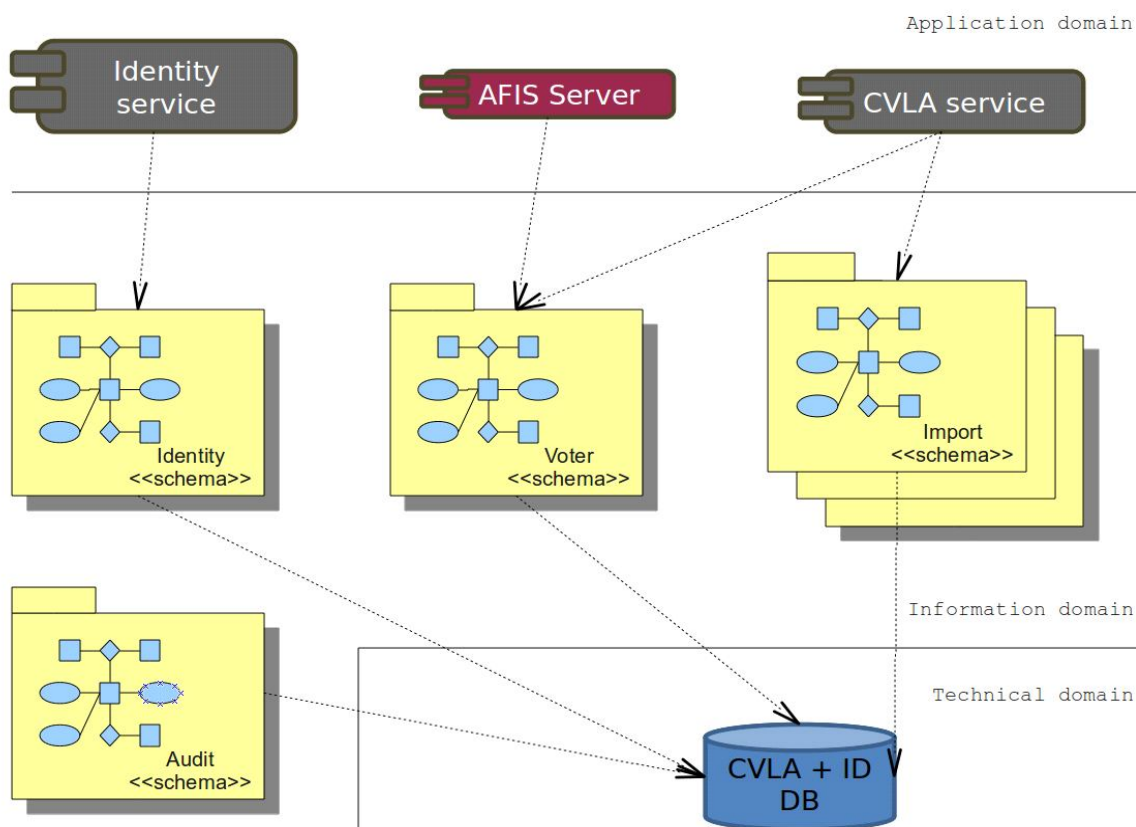 Application domain
Identity
service
AFIS Server
CVLA service
Identity
<<schema>>
Voter
<<schema>>
Import
<<schema>>
Information domain
Technical domain
Audit
<<schema>>
CVLA + ID
DB